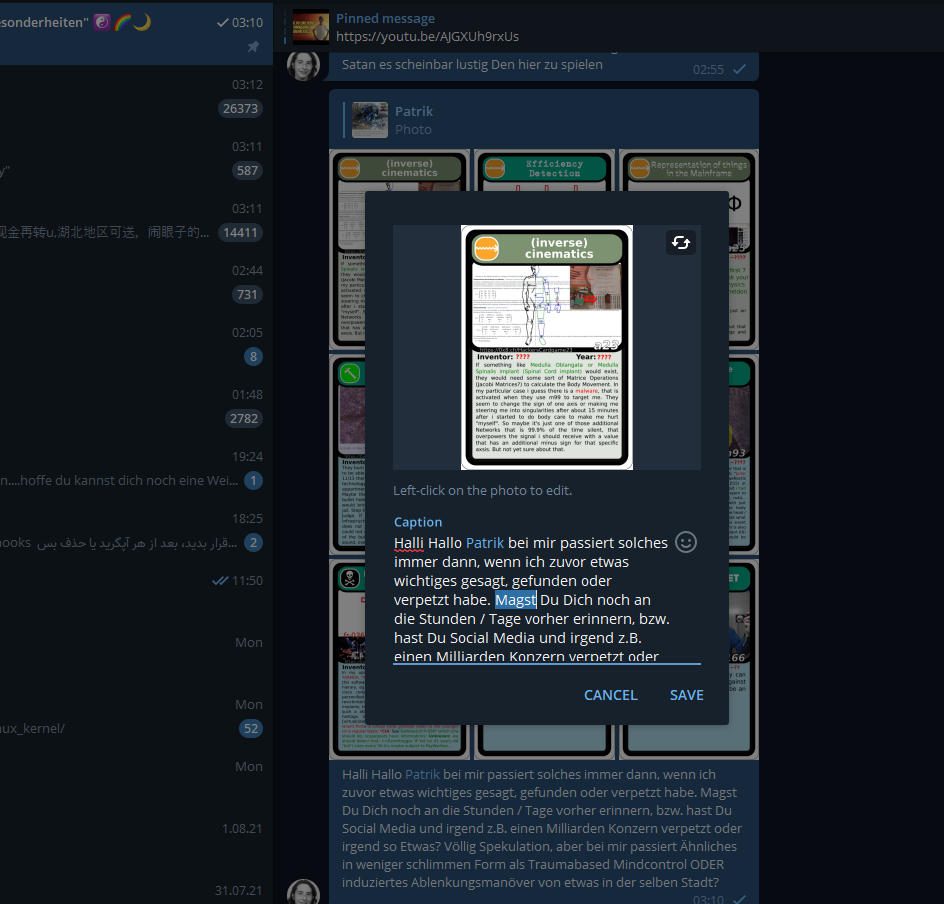 esonderheiten" ☯️🌈🌙
03:10
03:12
26373
03:11
587
y"
03:11
现金再转u,湖北地区可送， 闹眼子的...
14411
02:44
731
02:05
8
01:48
2782
19:24
n....hoffe du kannst dich noch eine Wei...
1
18:25
nooks قرار بدید، بعد از هر آپگرید یا حذف بس...
2
11:50
Mon
Mon
ux_kernel/
52
Mon
1.08.21
31.07.21
Pinned message
https://youtu.be/AJGXUh9rxUs
Satan es scheinbar lustig Den hier zu spielen
02:55
Patrik
Photo
(inverse)
cinematics
Efficiency
Detection
Representation of things
in the Mainframe
(inverse)
cinematics
a23
Inventor: ????
Year: ????
If something like Medulla Oblangata or Medulla
Spinalis Implant (Spinal Cord implant) would exist,
they would need some sort of Matrice Operations
(Jacobi Matrices?) to calculate the Body Movement. In
my particular case i guess there is a malware, that is
activated when they use m99 to target me. They
seem to change the sign of one axis or making me
steering me into singularities after about 15 minutes
after i started to do body care to make me hurt
"myself". So maybe it's just one of those additional
Networks that is 99.9% of the time silent, that
overpowers the signal i should receive with a value
that has an additional minus sign for that specific
axsis. But not yet sure about that.
Left-click on the photo to edit.
Caption
Halli Hallo Patrik bei mir passiert solches
immer dann, wenn ich zuvor etwas
wichtiges gesagt, gefunden oder
verpetzt habe. Magst Du Dich noch an
die Stunden / Tage vorher erinnern, bzw.
hast Du Social Media und irgend z.B.
einen Milliarden Konzern verpetzt oder
CANCEL
SAVE
Halli Hallo Patrik bei mir passiert solches immer dann, wenn ich
zuvor etwas wichtiges gesagt, gefunden oder verpetzt habe. Magst
Du Dich noch an die Stunden / Tage vorher erinnern, bzw. hast Du
Social Media und irgend z.B. einen Milliarden Konzern verpetzt oder
irgend so Etwas? Völlig Spekulation, aber bei mir passiert Ähnliches
in weniger schlimmen Form als Traumabased Mindcontrol ODER
induziertes Ablenkungsmanöver von etwas in der selben Stadt?
03:10